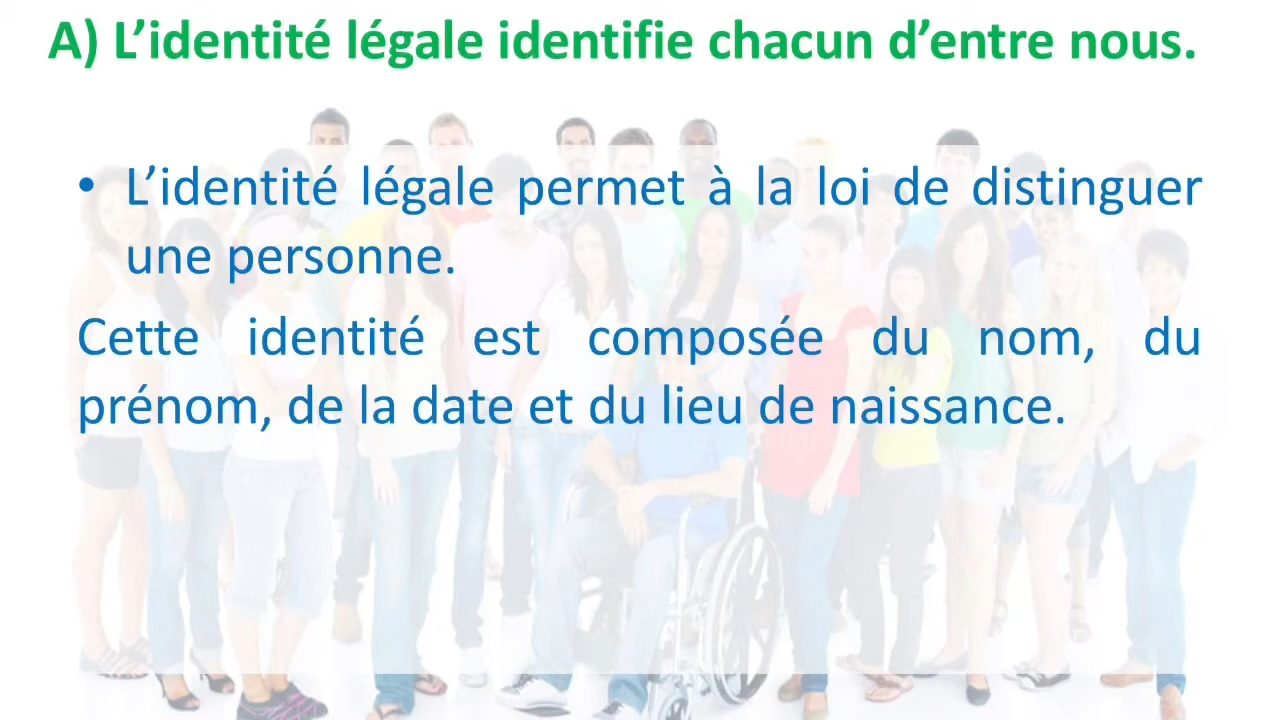 A) L’identité légale identifie chacun d’entre nous.
• L’identité légale permet à la loi de distinguer
une personne.
Cette identité est composée du nom, du
prénom, de la date et du lieu de naissance.